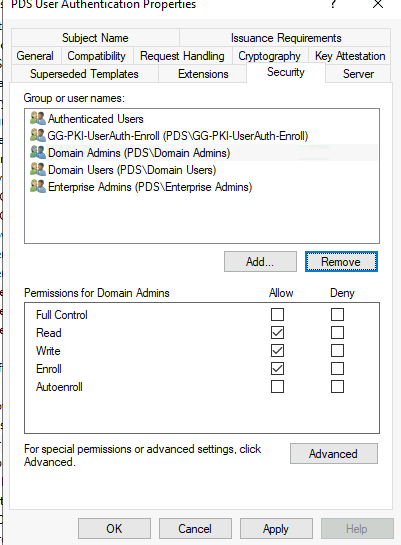 PDS User Authentication Properties
Subject Name Issuance Requirements
General Compatibility Request Handling Cryptography Key Attestation
Superseded Templates Extensions Security Server
Group or user names:
Authenticated Users
GG-PKI-UserAuth-Enroll (PDS\GG-PKI-UserAuth-Enroll)
Domain Admins (PDS\Domain Admins)
Domain Users (PDS\Domain Users)
Enterprise Admins (PDS\Enterprise Admins)
Add... Remove
Permissions for Domain Admins Allow Deny
Full Control
Read
Write
Enroll
Autoenroll
For special permissions or advanced settings, click
Advanced.
Advanced
OK Cancel Apply Help